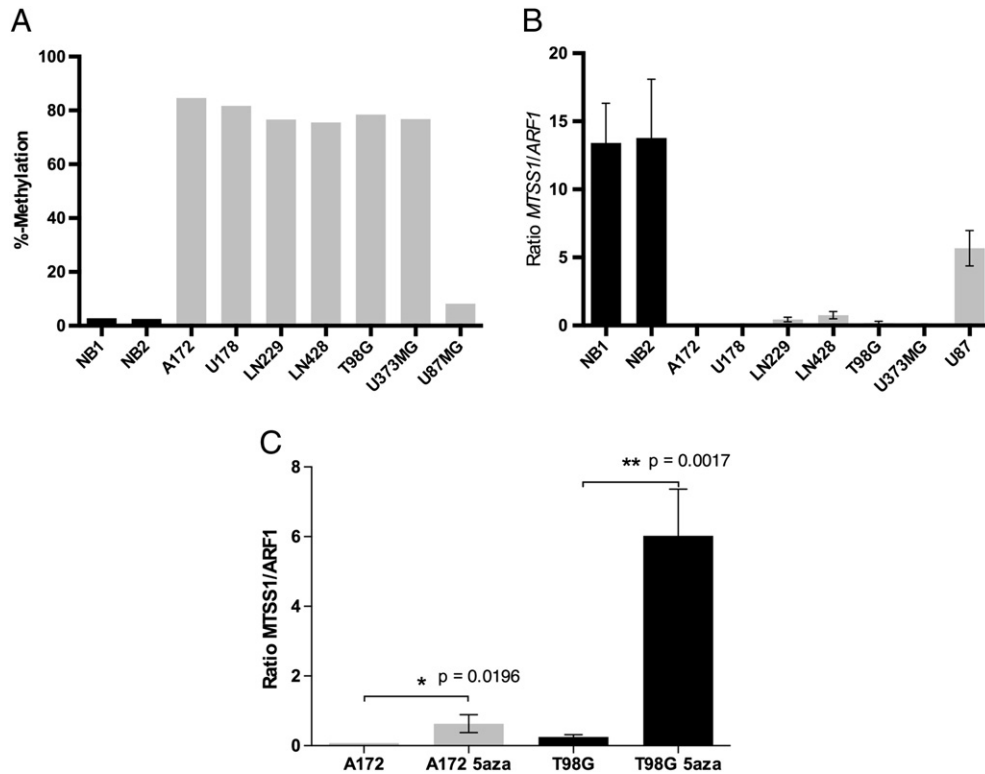 A
%-Methylation
100
80
60
40
20
0
NB1
NB2
A172
U178
LN229
LN428
T98G
U373MG
U87MG
B
Ratio MTSS1/ARF1
20
15
10
5
0
NB1
NB2
A172
U178
LN229
LN428
T98G
U373MG
U87
C
Ratio MTSS1/ARF1
8
6
4
2
0
* p = 0.0196
** p = 0.0017
A172
A172 5aza
T98G
T98G 5aza